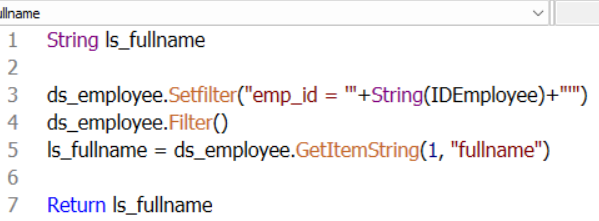 ullname
1 String ls_fullname
2
3 ds_employee.Setfilter("emp_id = '"+String(IDEmployee)+"'")
4 ds_employee.Filter()
5 ls_fullname = ds_employee.GetItemString(1, "fullname")
6
7 Return ls_fullname